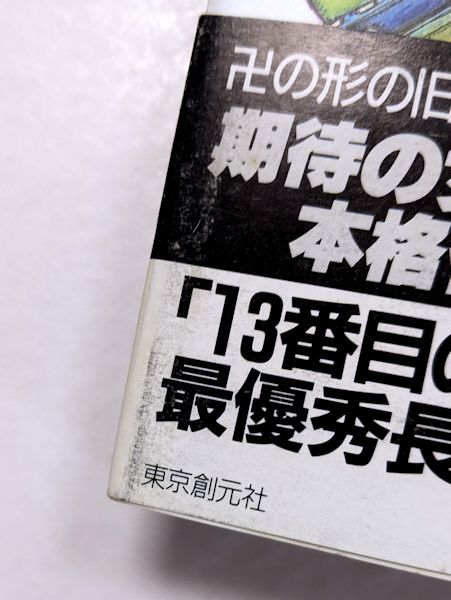 卍の形の旧
期待の
本格
「13番目の
最優秀長
東京創元社